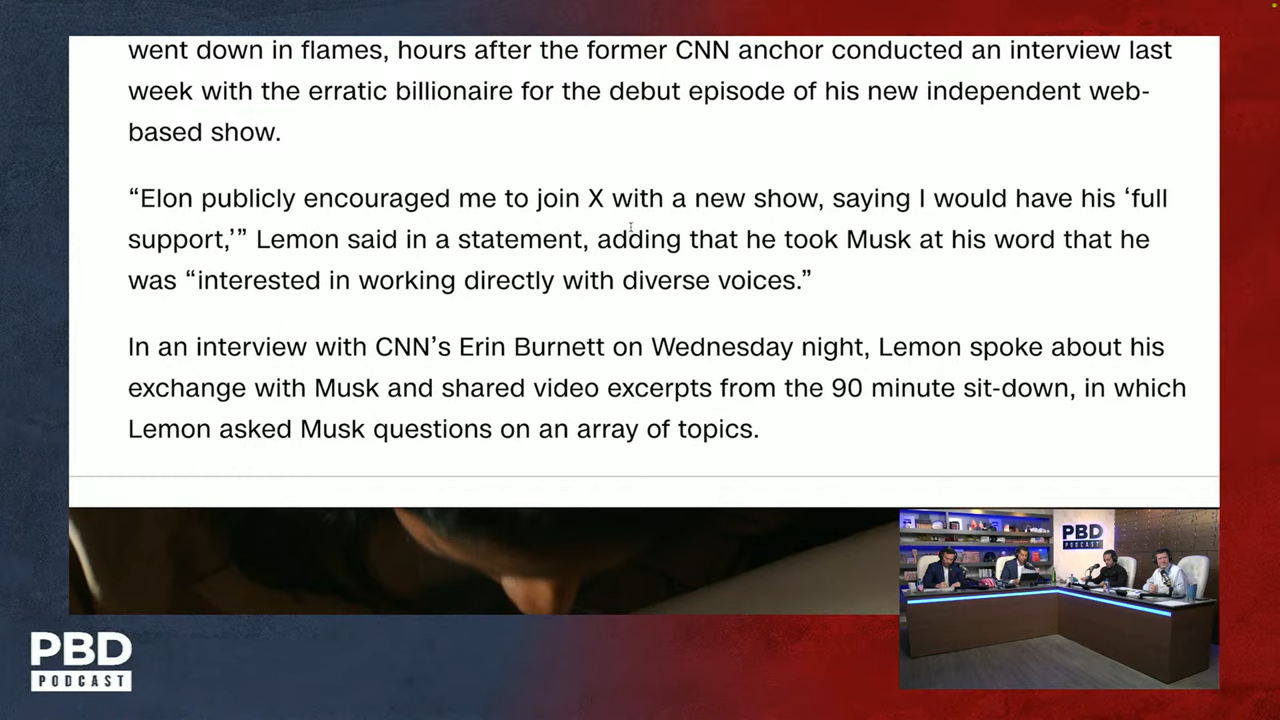 went down in flames, hours after the former CNN anchor conducted an interview last
week with the erratic billionaire for the debut episode of his new independent web-
based show.
“Elon publicly encouraged me to join X with a new show, saying I would have his ‘full
support,’” Lemon said in a statement, adding that he took Musk at his word that he
was “interested in working directly with diverse voices.”
In an interview with CNN’s Erin Burnett on Wednesday night, Lemon spoke about his
exchange with Musk and shared video excerpts from the 90 minute sit-down, in which
Lemon asked Musk questions on an array of topics.
PBD
PODCAST
PBD
PODCAST